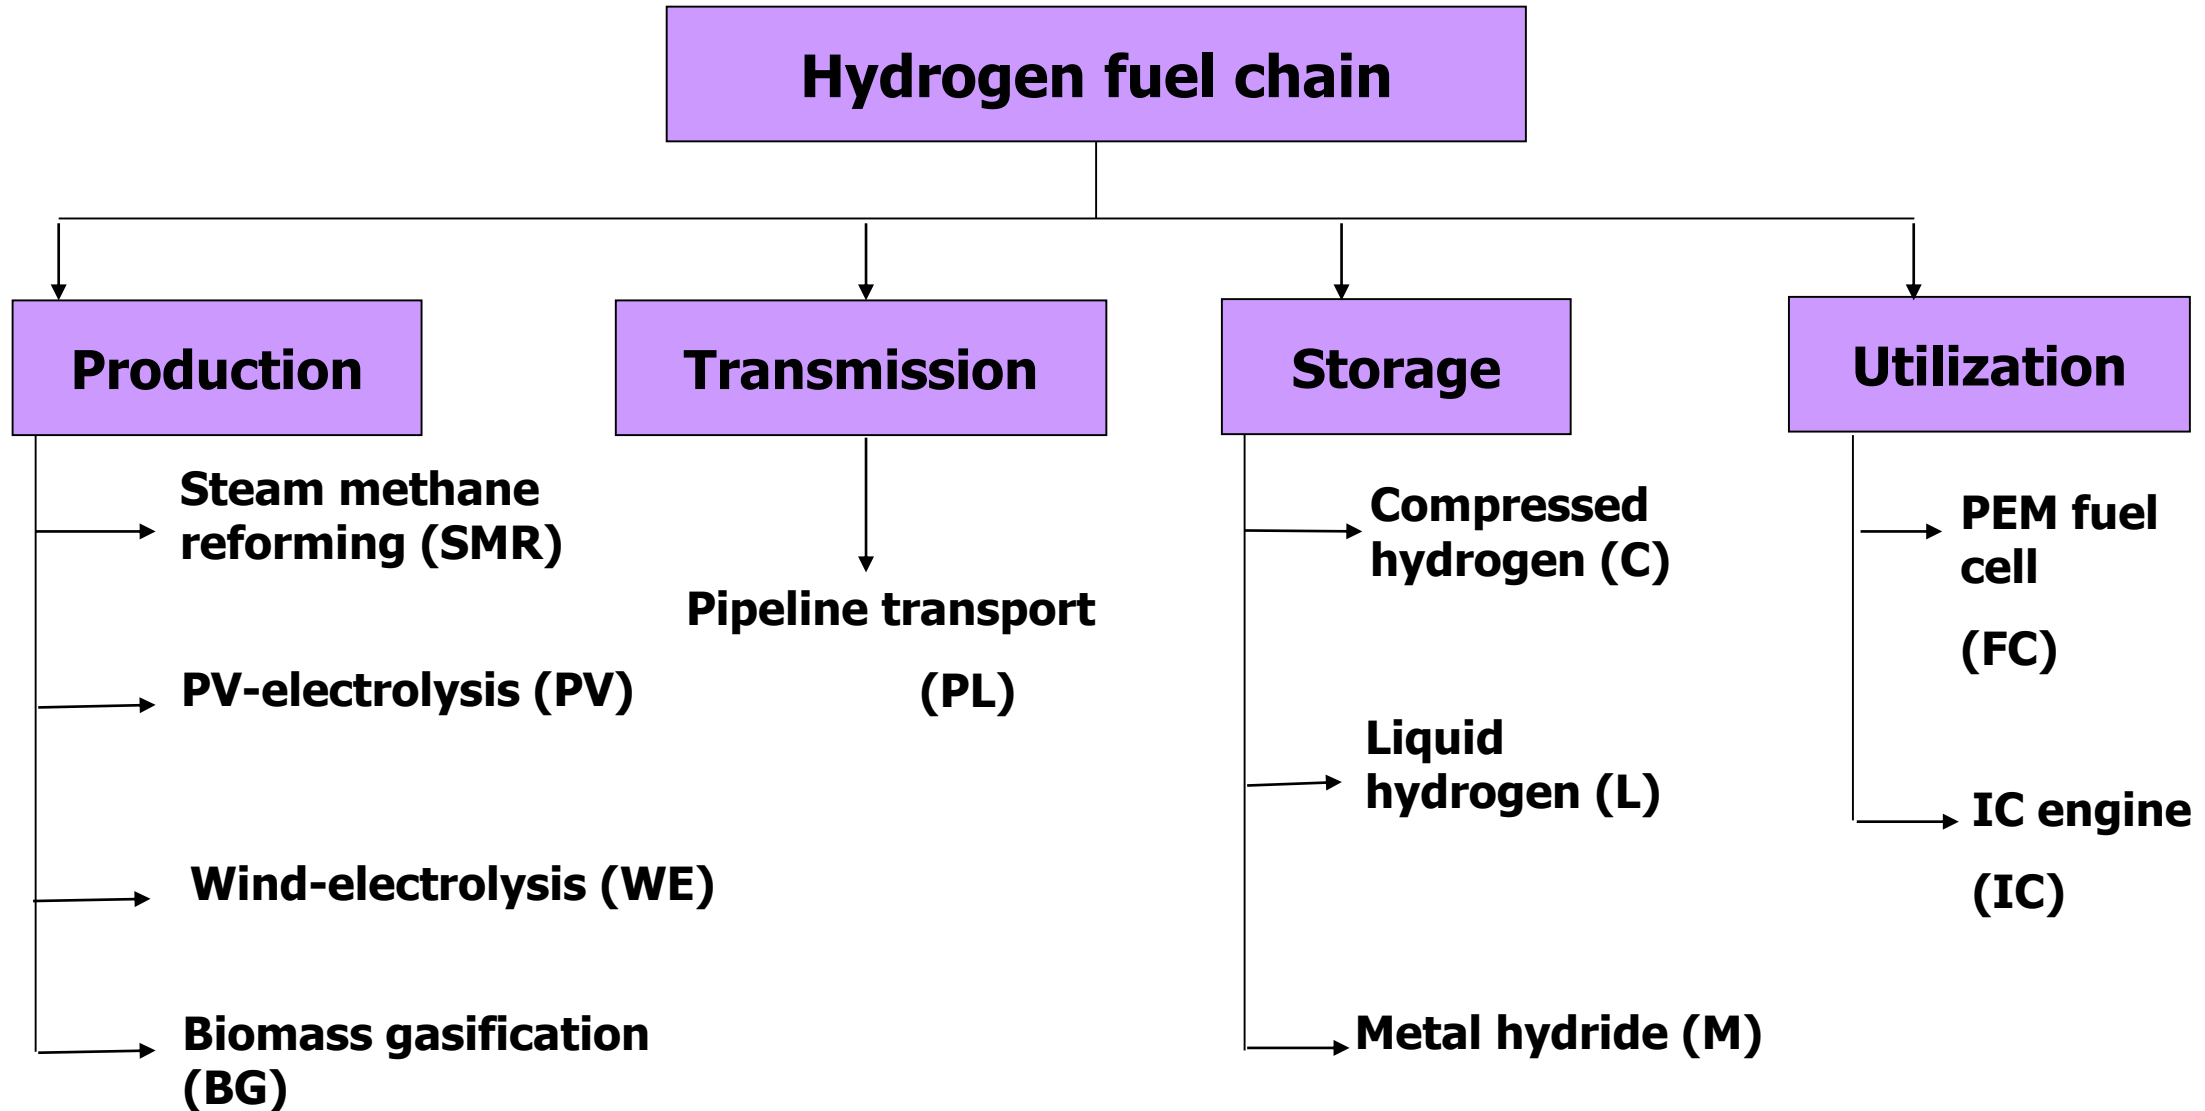 Hydrogen fuel chain
Production
Transmission
Storage
Utilization
Steam methane
reforming (SMR)
PV-electrolysis (PV)
Wind-electrolysis (WE)
Biomass gasification
(BG)
Pipeline transport
(PL)
Compressed
hydrogen (C)
Liquid
hydrogen (L)
Metal hydride (M)
PEM fuel
cell
(FC)
IC engine
(IC)